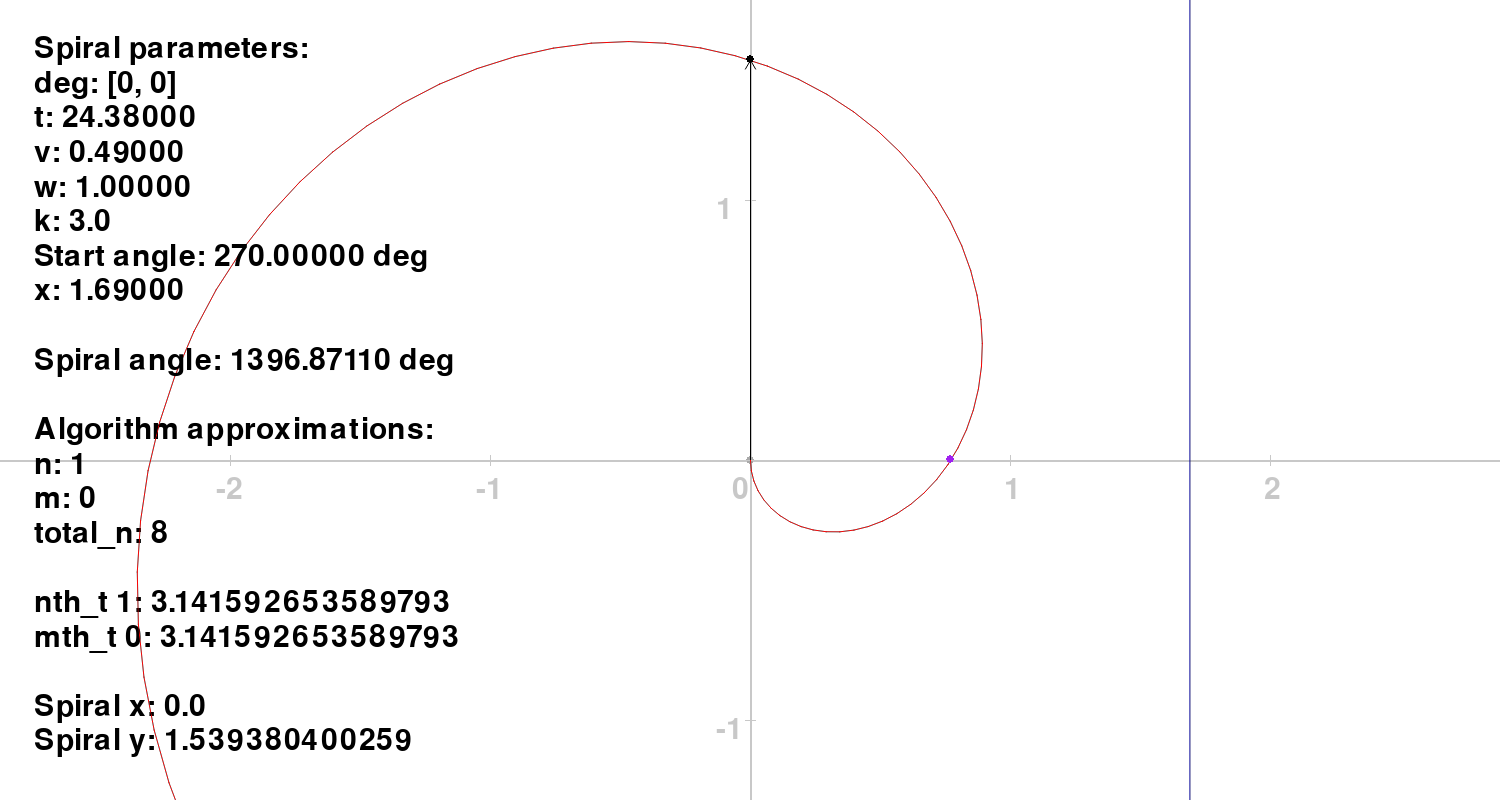 Spiral parameters:
deg: [0, 0]
t: 24.38000
v: 0.49000
w: 1.00000
k: 3.0
Start angle: 270.00000 deg
x: 1.69000
Spiral angle: 1396.87110 deg
Algorithm approximations:
n: 1
m: 0
total_n: 8
nth_t 1: 3.141592653589793
mth_t 0: 3.141592653589793
Spiral x: 0.0
Spiral y: 1.539380400259
1
-2 -1 0 1 2
-1